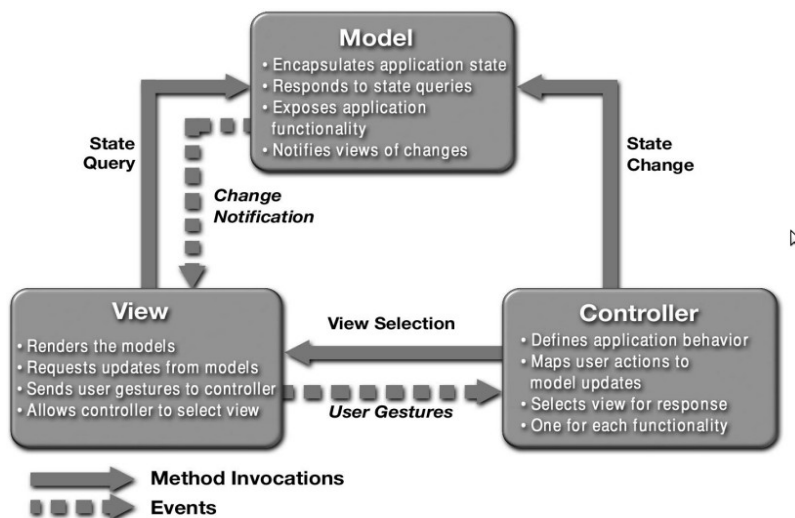 Model
• Encapsulates application state
• Responds to state queries
• Exposes application
functionality
• Notifies views of changes
State
Query
Change
Notification
State
Change
View
• Renders the models
• Requests updates from models
• Sends user gestures to controller
• Allows controller to select view
View Selection
User Gestures
Controller
• Defines application behavior
• Maps user actions to
model updates
• Selects view for response
• One for each functionality
Method Invocations
Events